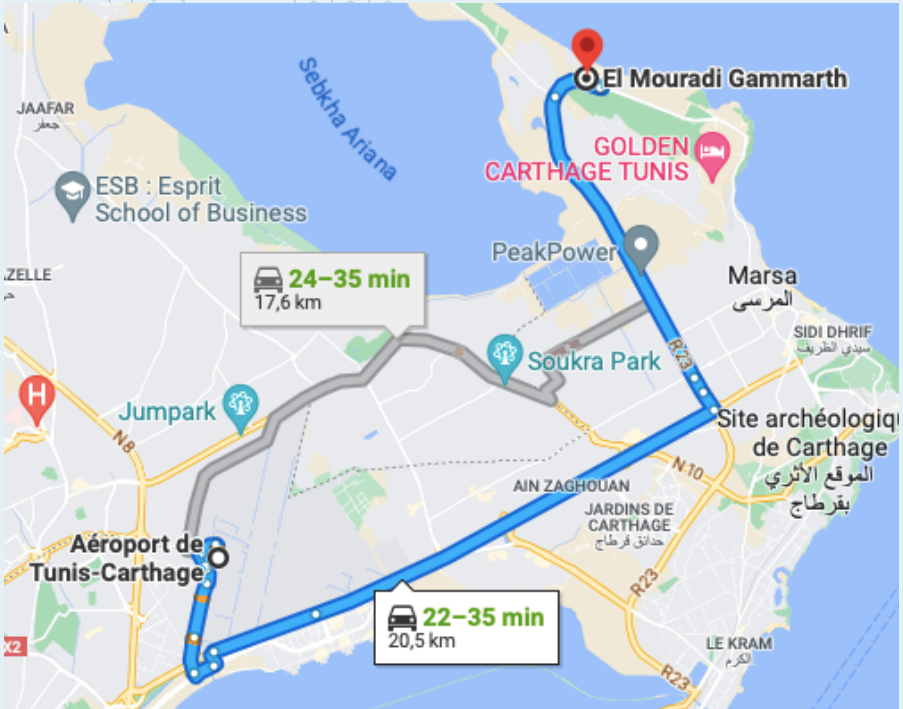 El Mouradi Gammarth
Sebkha Ariana
JAAFAR
جعفر
GOLDEN
CARTHAGE TUNIS
ESB : Esprit
School of Business
PeakPower
24–35 min
17,6 km
Marsa
المرسى
SIDI DHRIF
سيدي الظريف
R23
Soukra Park
Jumpark
H
N8
Site archéologiq
de Carthage
الموقع الأثري
بقرطاج
N10
AIN ZAGHOUAN
JARDINS DE
CARTHAGE
حدائق قرطاج
Aéroport de
Tunis-Carthage
R23
22–35 min
20,5 km
X2
LE KRAM
الكرم
R23